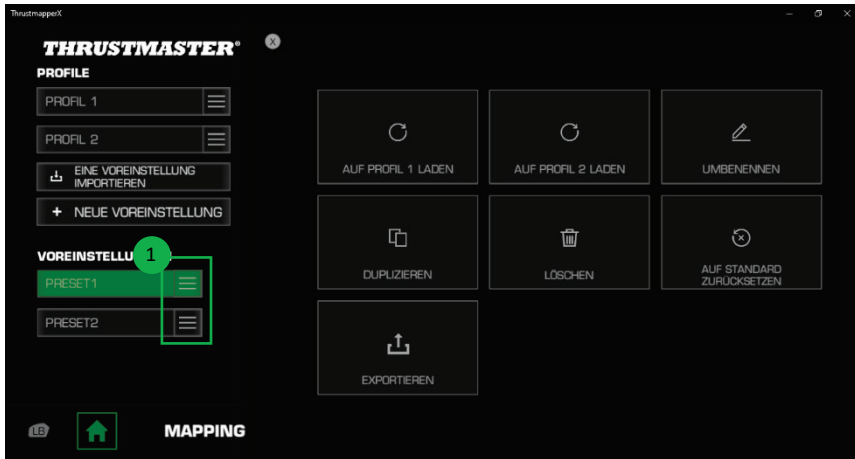 ThrustmapperX
THRUSTMASTER®
X
PROFILE
PROFIL 1
PROFIL 2
EINE VOREINSTELLUNG
IMPORTIEREN
+ NEUE VOREINSTELLUNG
VOREINSTELLU
1
PRESET1
PRESET2
AUF PROFIL 1 LADEN
AUF PROFIL 2 LADEN
UMBENENNEN
DUPLIZIEREN
LÖSCHEN
AUF STANDARD
ZURÜCKSETZEN
EXPORTIEREN
LB
MAPPING